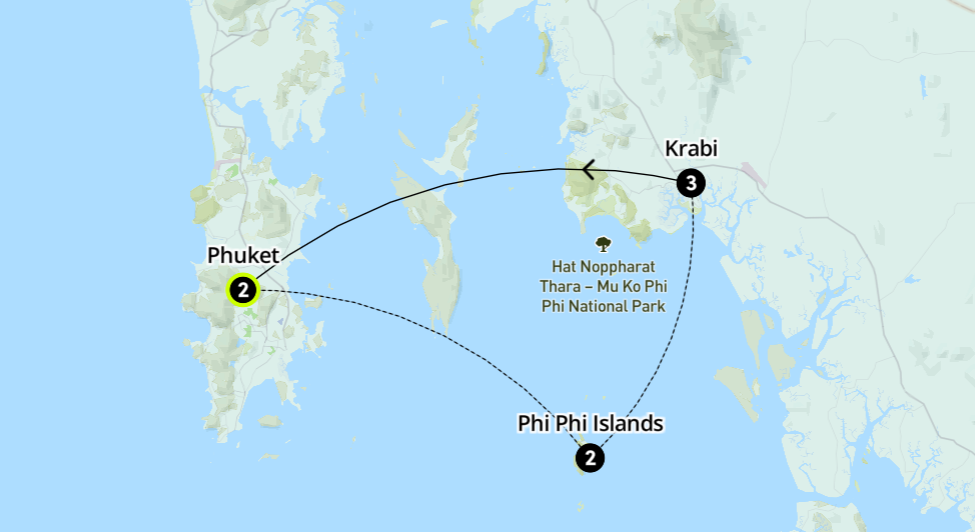 Krabi
3
Phuket
2
Hat Noppharat
Thara – Mu Ko Phi
Phi National Park
Phi Phi Islands
2